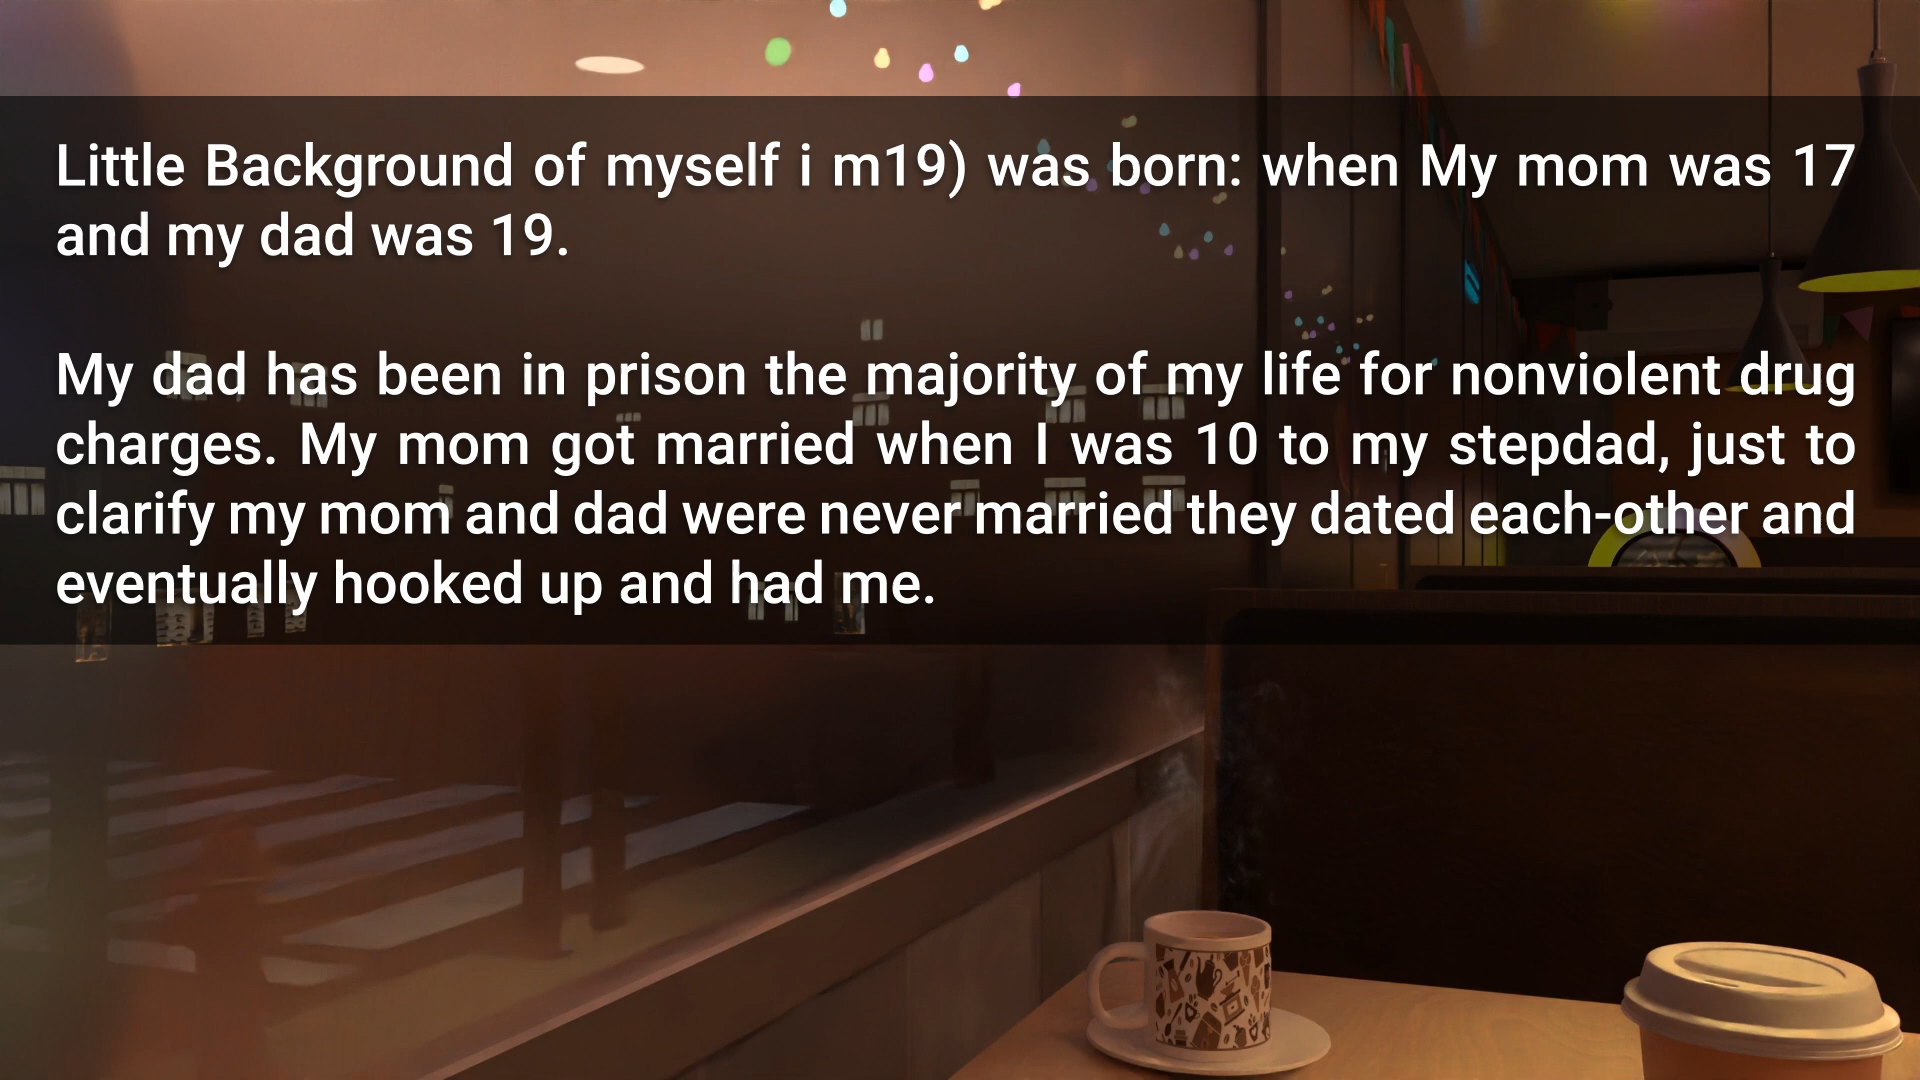 Little Background of myself i m19) was born: when My mom was 17
and my dad was 19.
My dad has been in prison the majority of my life for nonviolent drug
charges. My mom got married when I was 10 to my stepdad, just to
clarify my mom and dad were never married they dated each-other and
eventually hooked up and had me.